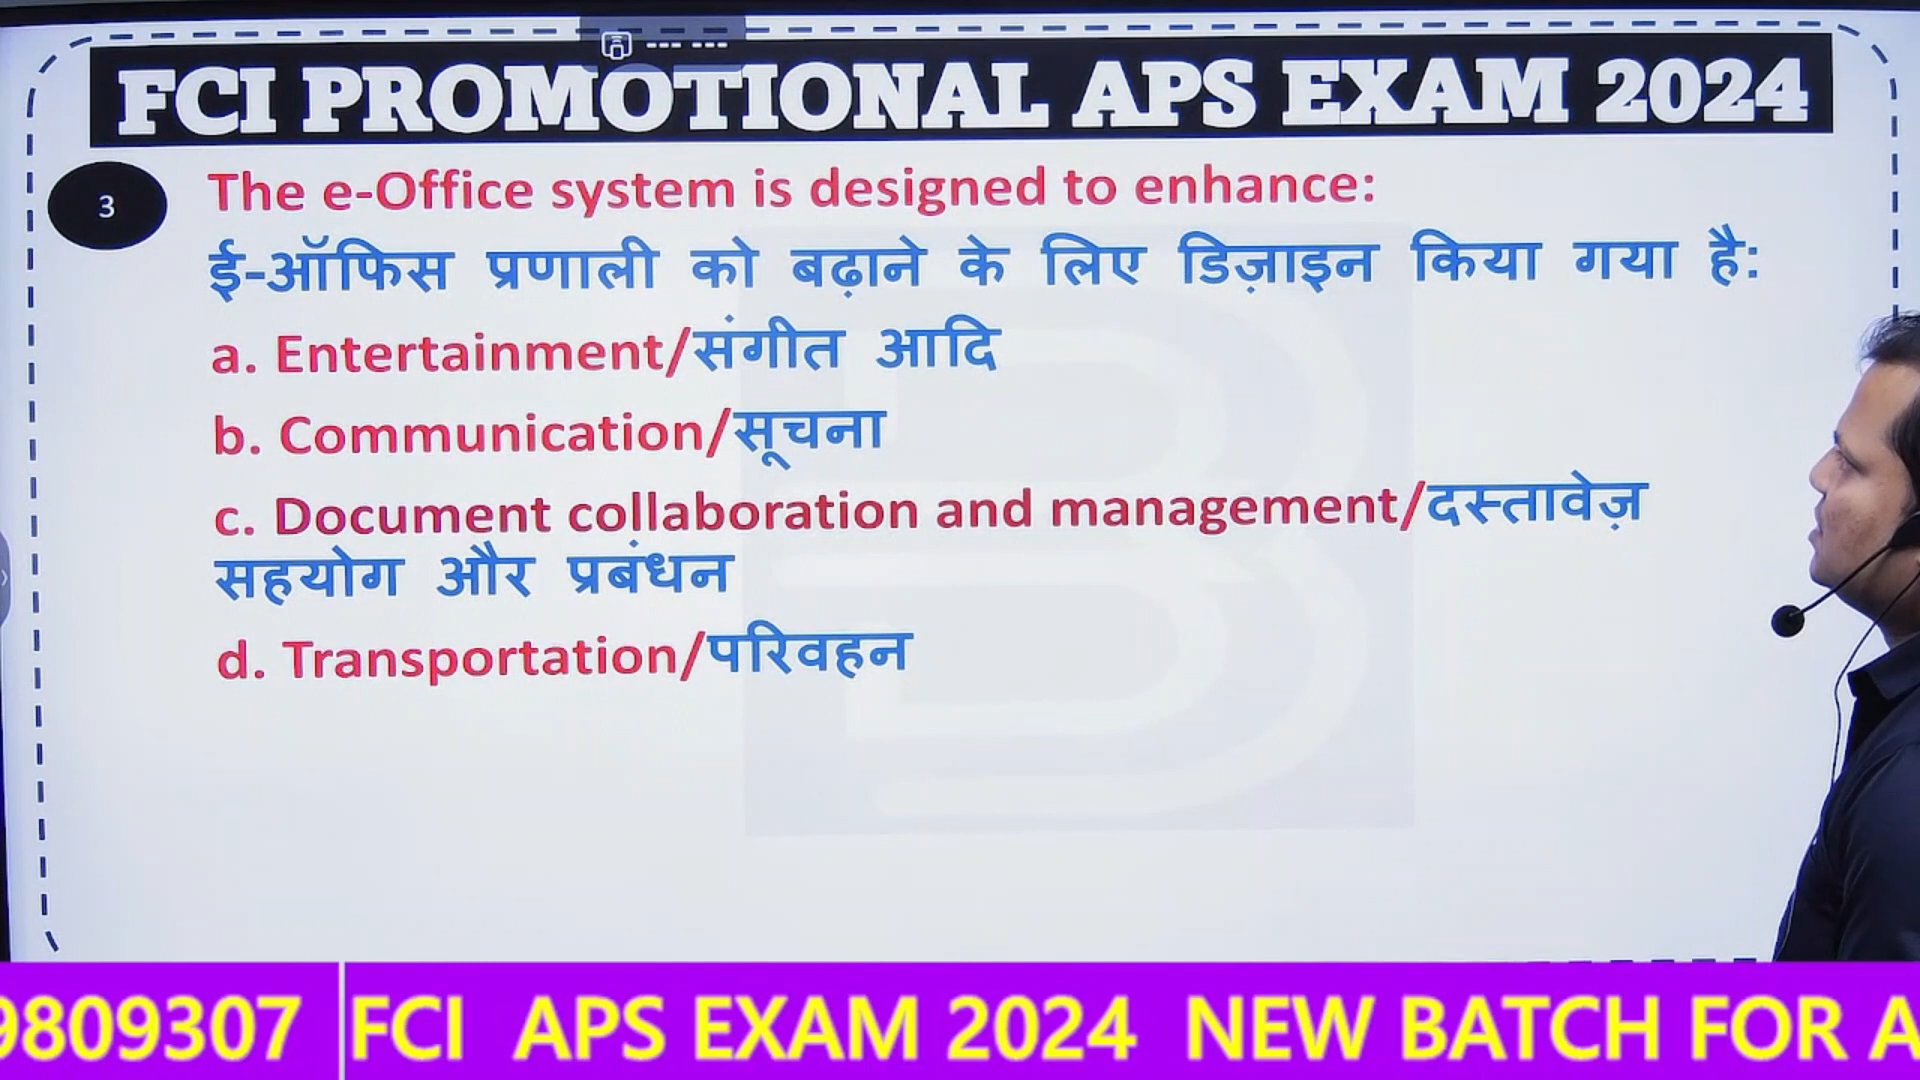 FCI PROMOTIONAL APS EXAM 2024
3
The e-Office system is designed to enhance:
ई-ऑफिस प्रणाली को बढ़ाने के लिए डिज़ाइन किया गया है:
a. Entertainment/संगीत आदि
b. Communication/सूचना
c. Document collaboration and management/दस्तावेज़
सहयोग और प्रबंधन
d. Transportation/परिवहन
9809307 FCI APS EXAM 2024 NEW BATCH FOR A